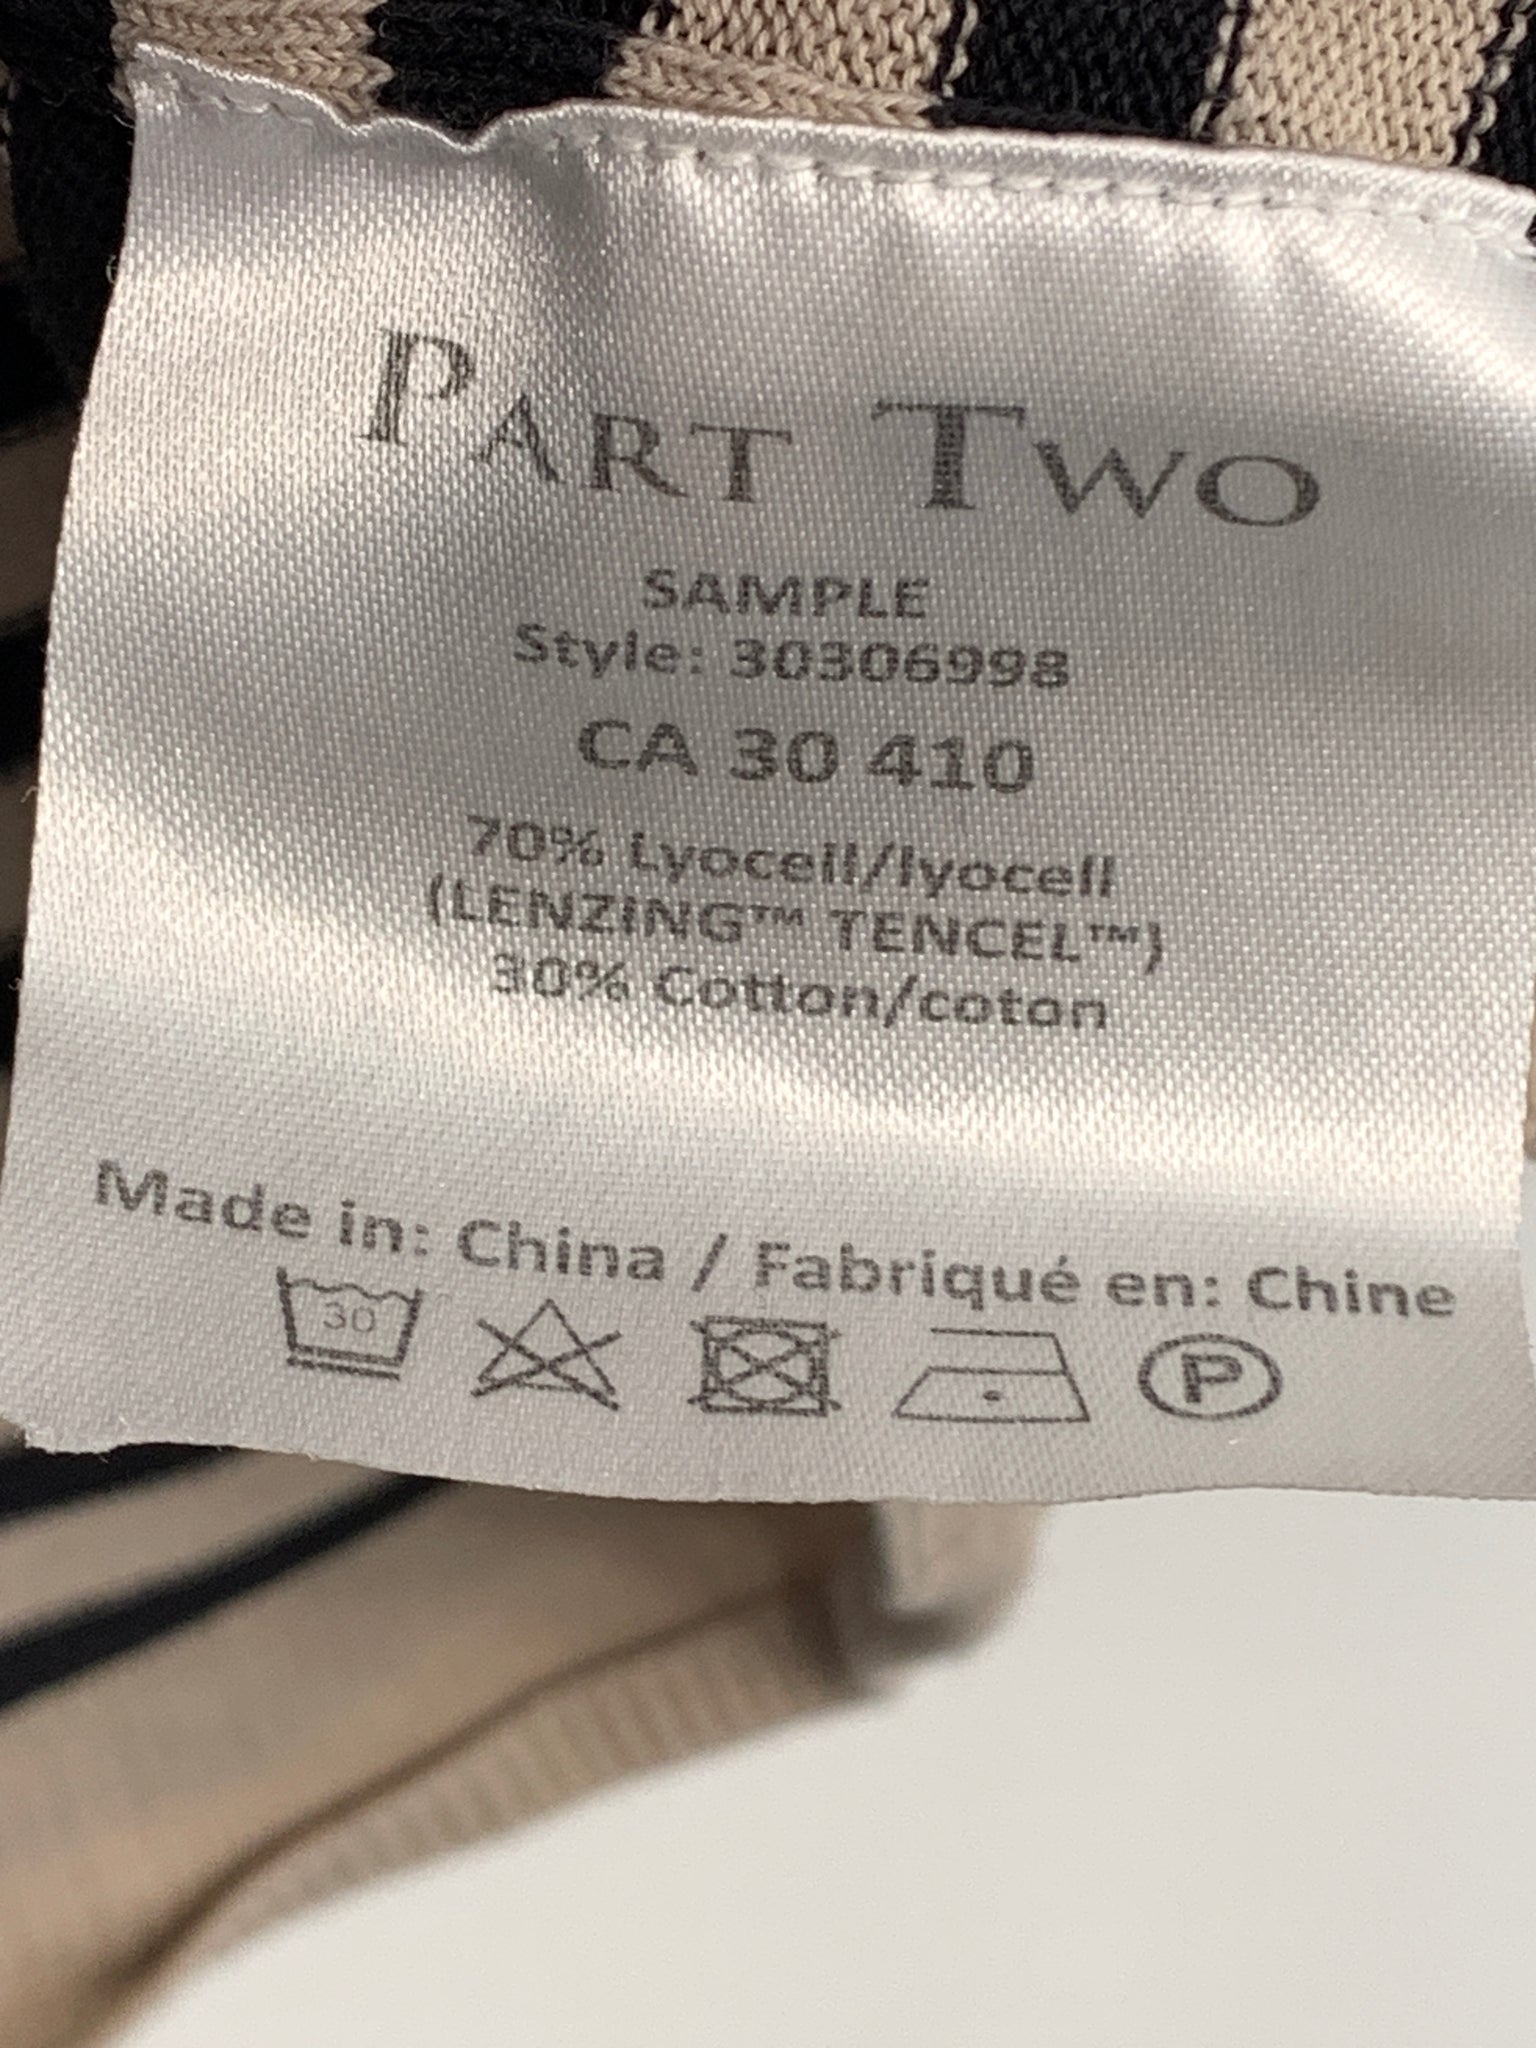 PART TWO
SAMPLE
Style: 30306998
CA 30 410
70% Lyocell/lyocell
(LENZING™ TENCEL™)
30% Cotton/coton
Made in: China / Fabriqué en: Chine
30
P